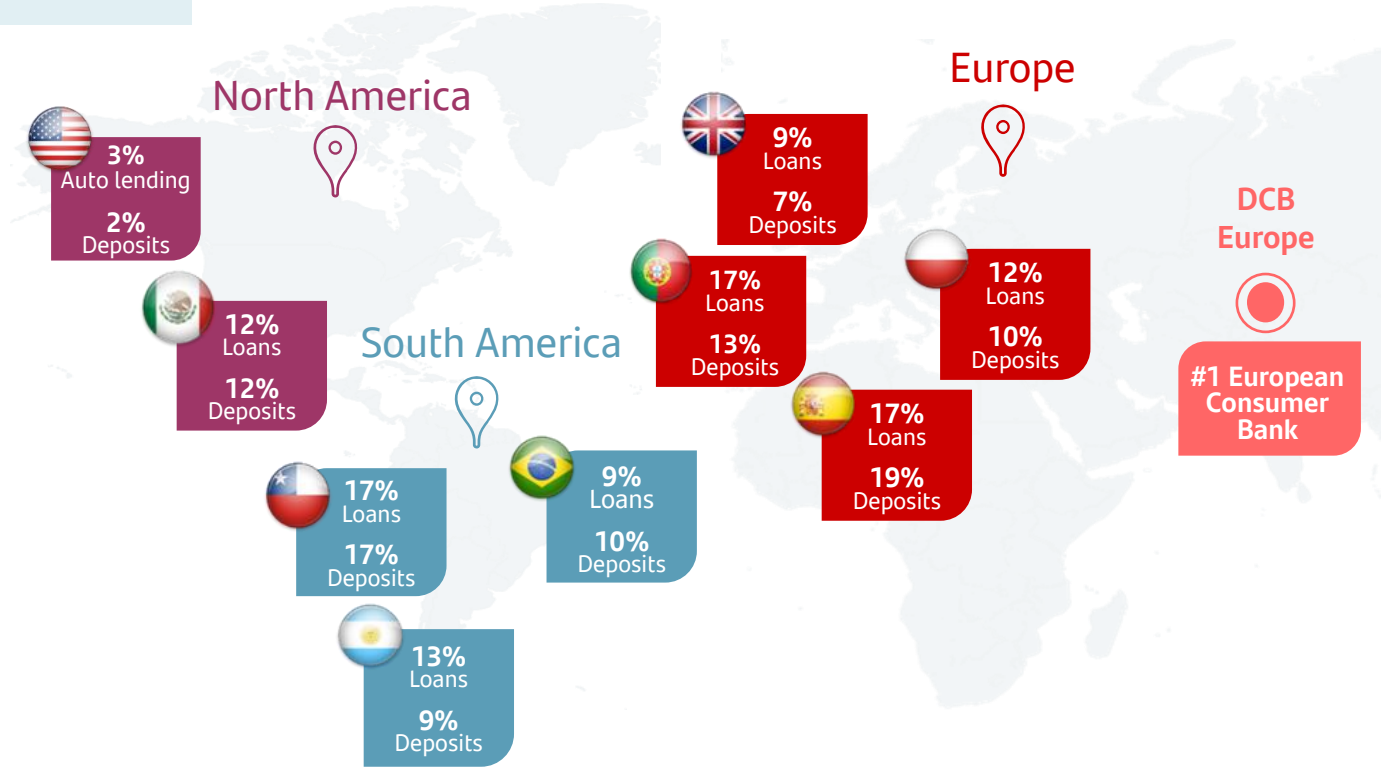 North America
3%
Auto lending
2%
Deposits
12%
Loans
12%
Deposits
South America
17%
Loans
17%
Deposits
9%
Loans
10%
Deposits
13%
Loans
9%
Deposits
Europe
9%
Loans
7%
Deposits
17%
Loans
13%
Deposits
12%
Loans
10%
Deposits
17%
Loans
19%
Deposits
DCB
Europe
#1 European
Consumer
Bank